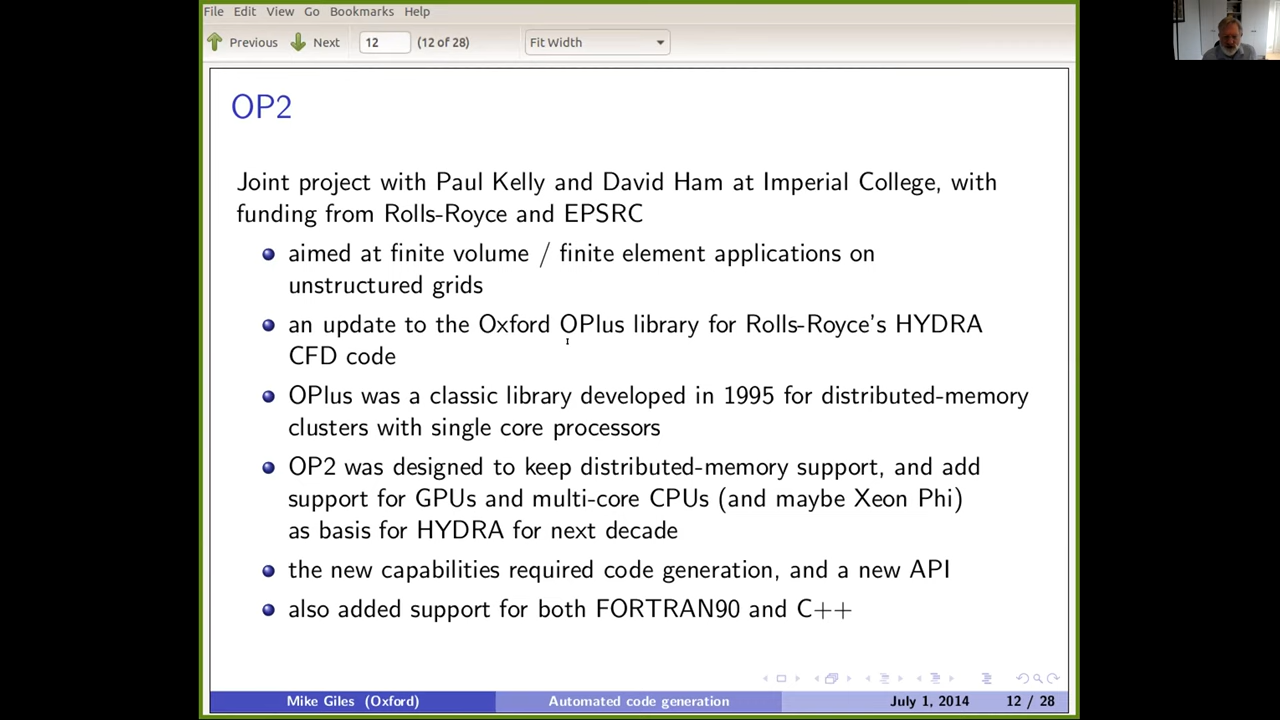 File Edit View Go Bookmarks Help
Previous Next 12 (12 of 28) Fit Width
OP2
Joint project with Paul Kelly and David Ham at Imperial College, with
funding from Rolls-Royce and EPSRC
aimed at finite volume / finite element applications on
unstructured grids
an update to the Oxford OPlus library for Rolls-Royce's HYDRA
CFD code
OPlus was a classic library developed in 1995 for distributed-memory
clusters with single core processors
OP2 was designed to keep distributed-memory support, and add
support for GPUs and multi-core CPUs (and maybe Xeon Phi)
as basis for HYDRA for next decade
the new capabilities required code generation, and a new API
also added support for both FORTRAN90 and C++
Mike Giles (Oxford) Automated code generation July 1, 2014 12 / 28